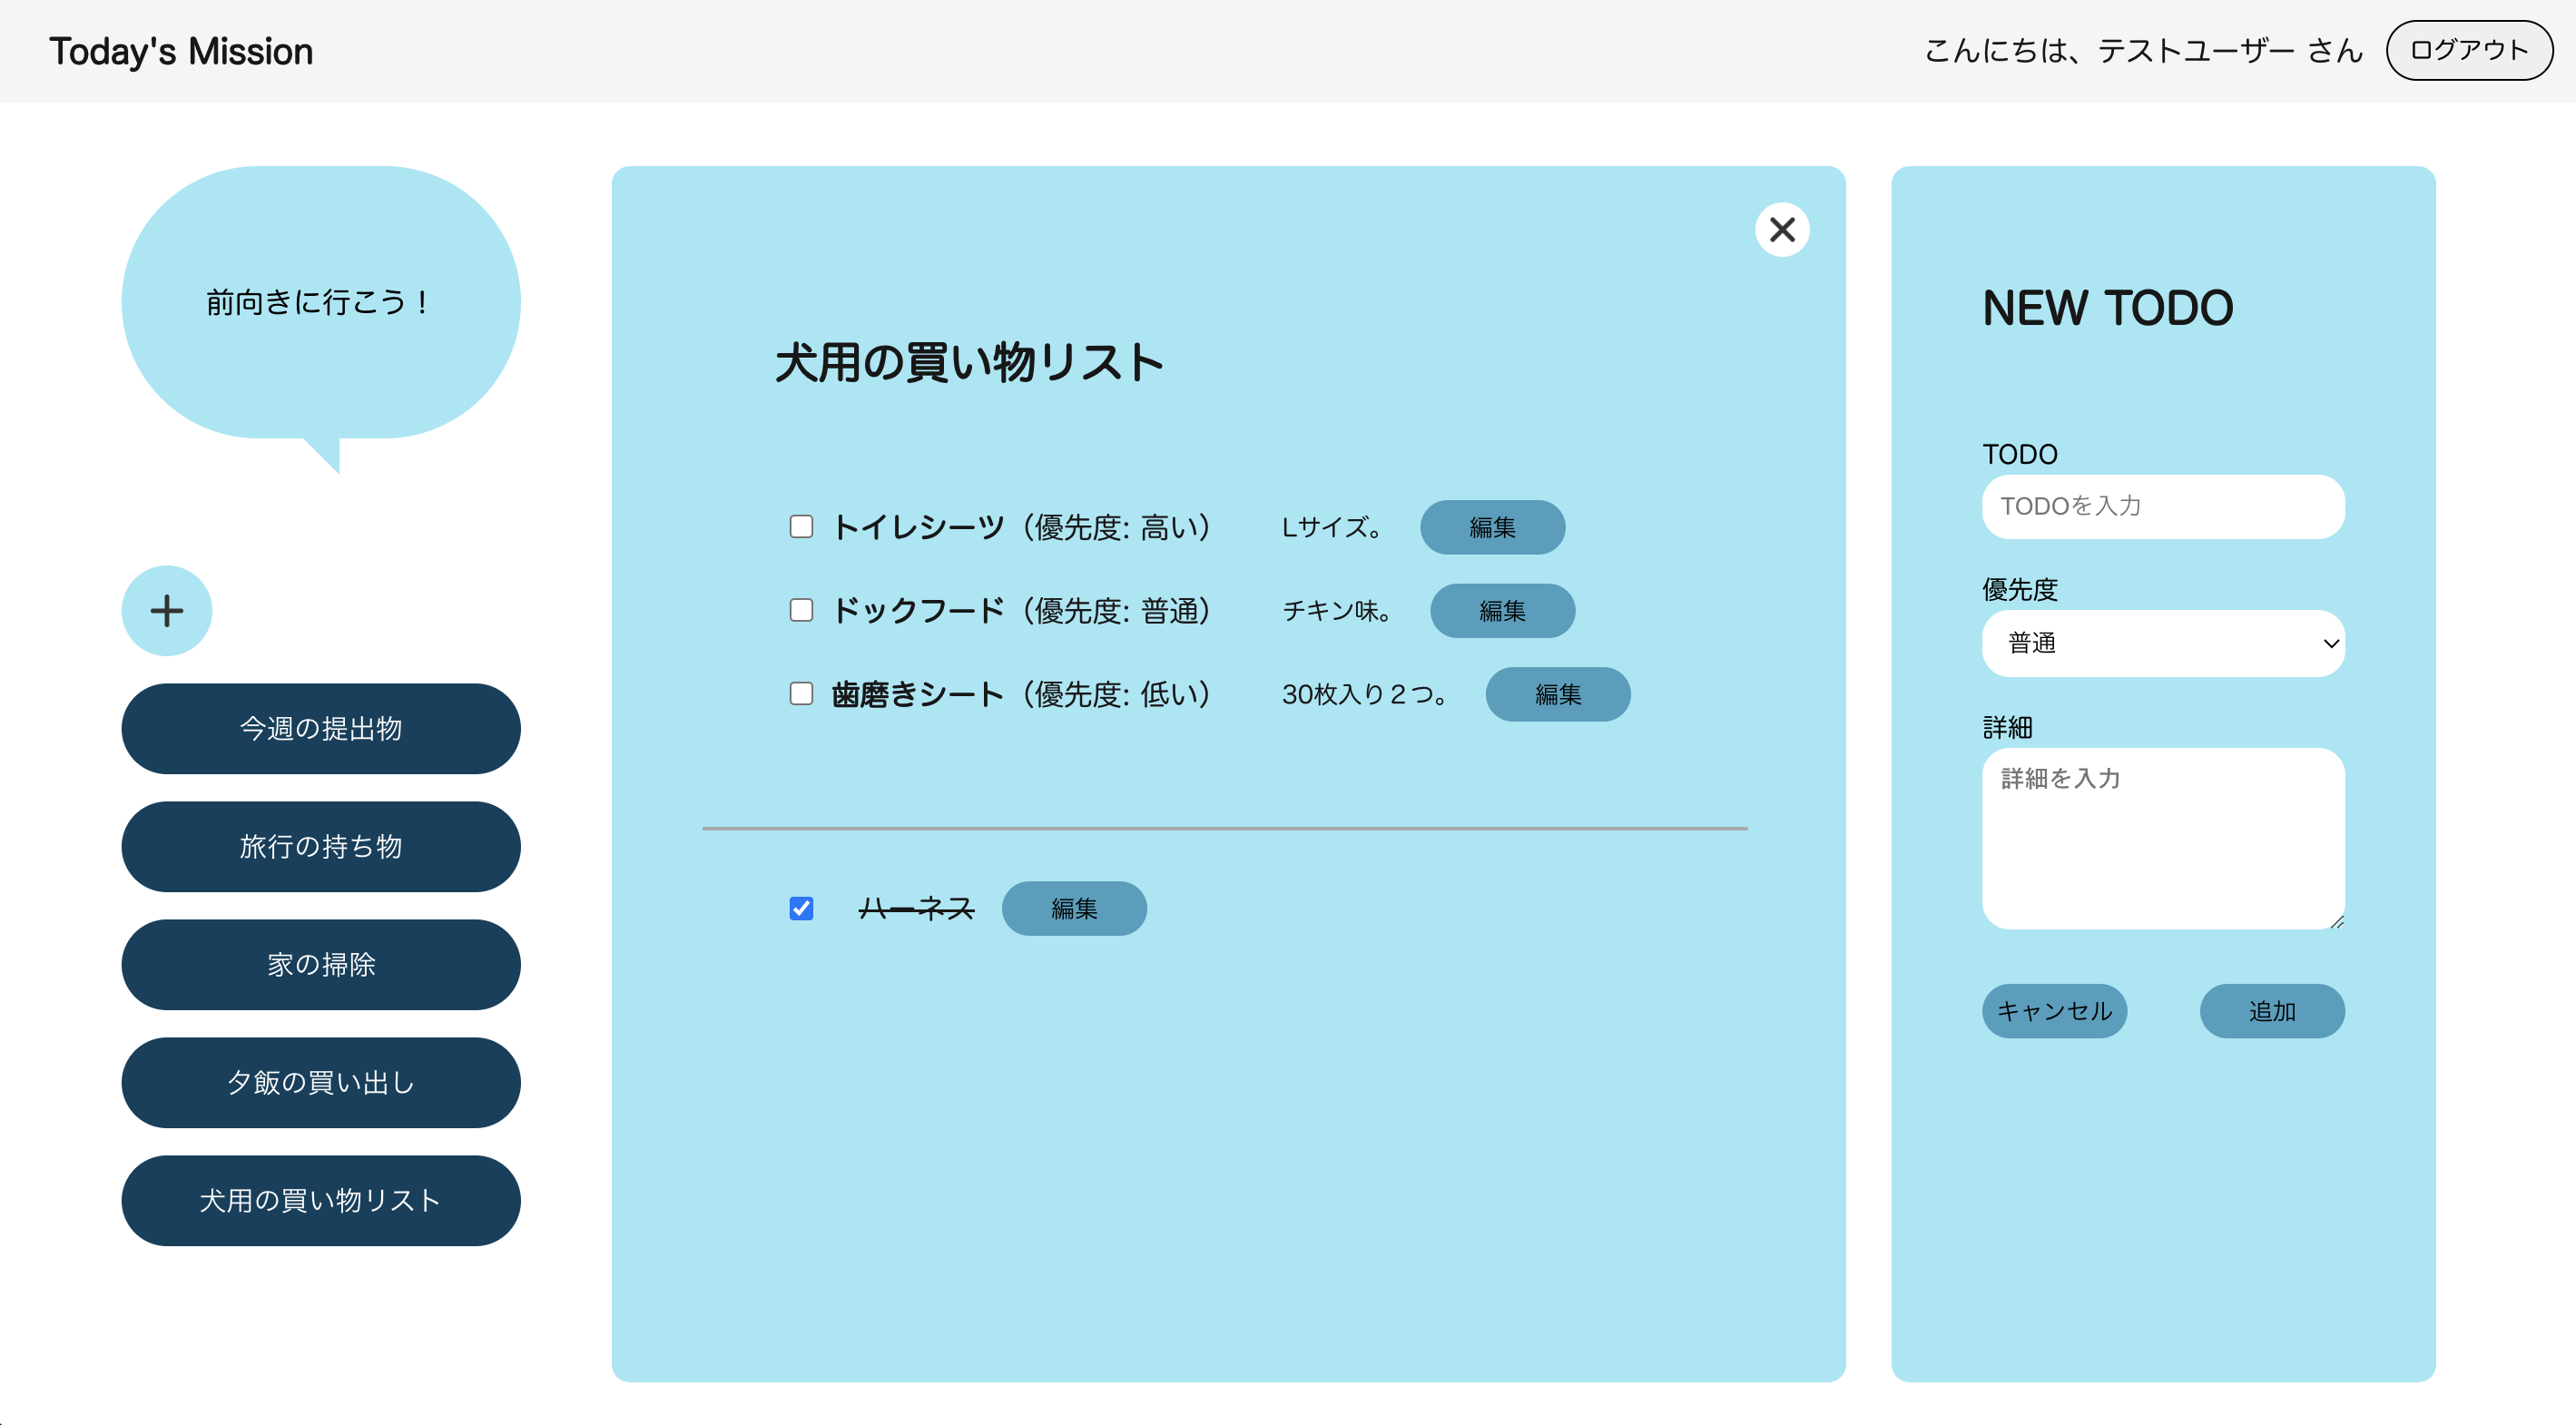 Today's Mission
こんにちは、テストユーザー さん
ログアウト
前向きに行こう！
今週の提出物
旅行の持ち物
家の掃除
夕飯の買い出し
犬用の買い物リスト
犬用の買い物リスト
トイレシーツ（優先度: 高い） Lサイズ。 編集
ドックフード（優先度: 普通） チキン味。 編集
歯磨きシート（優先度: 低い） 30枚入り２つ。 編集
ハーネス 編集
NEW TODO
TODO
TODOを入力
優先度
普通
詳細
詳細を入力
キャンセル 追加